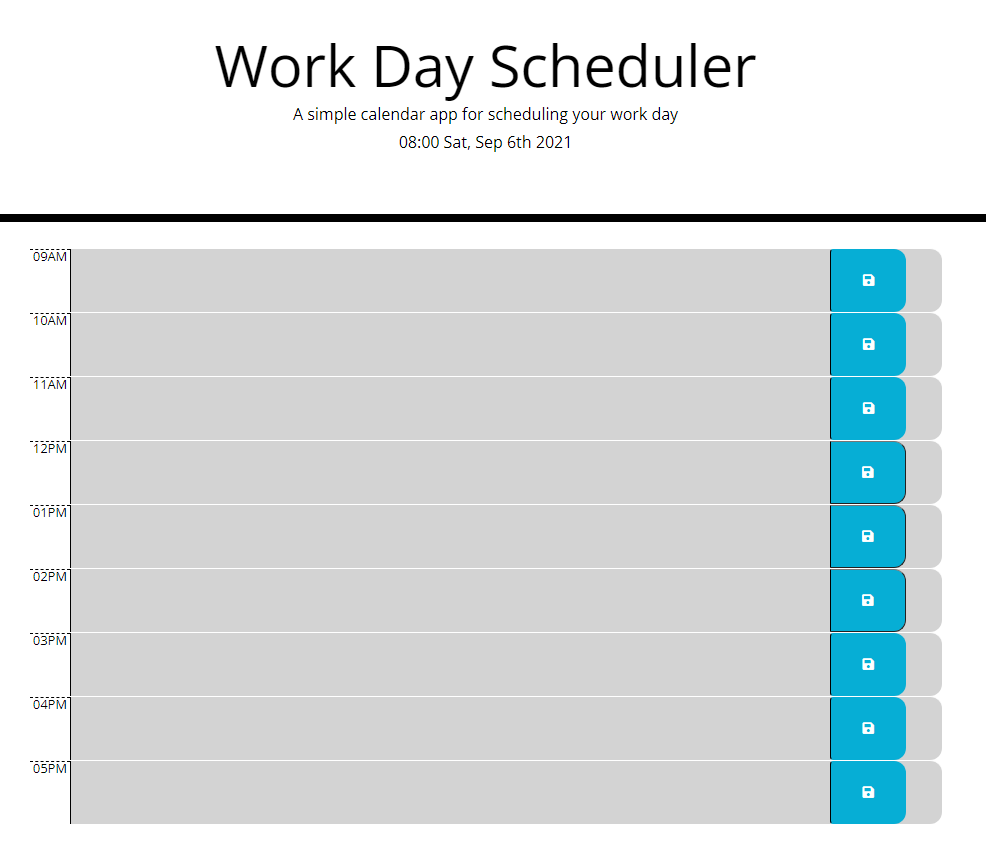 Work Day Scheduler
A simple calendar app for scheduling your work day
08:00 Sat, Sep 6th 2021
09AM
10AM
11AM
12PM
01PM
02PM
03PM
04PM
05PM